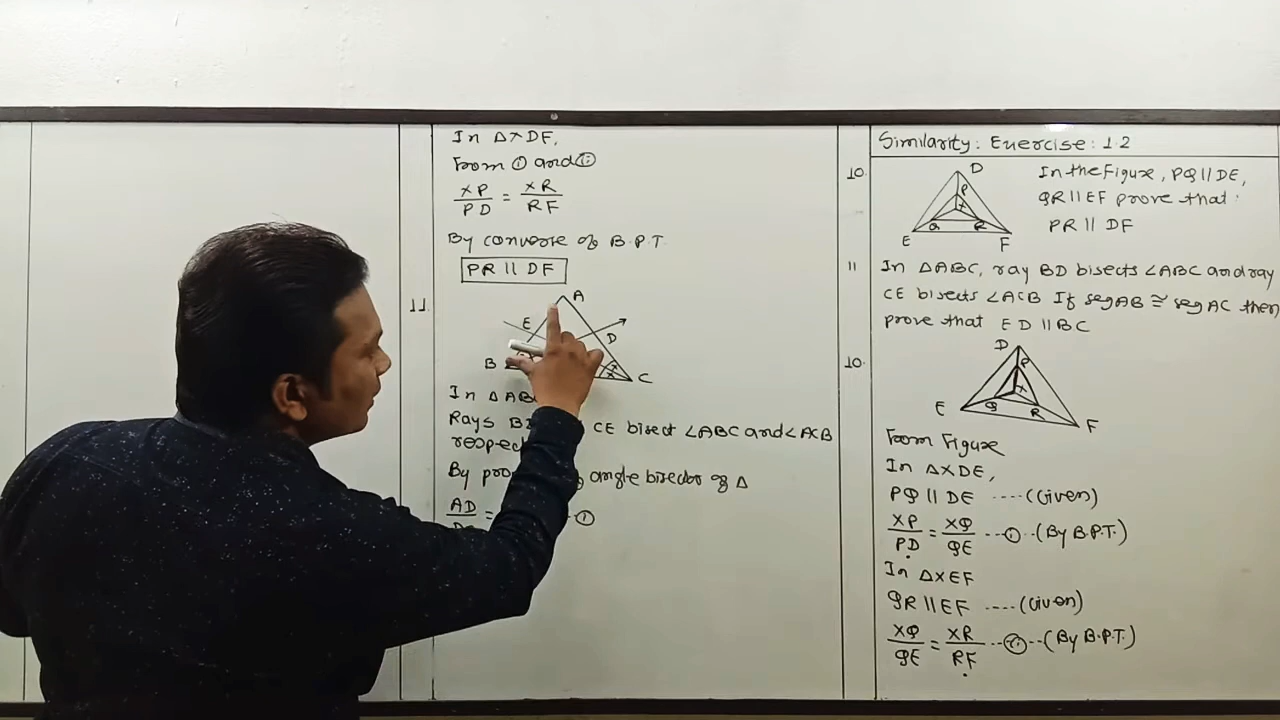 Similarity: Exercise: 1.2
10.
D
P
X
Q
R
E
F
In the Figure, PQ || DE,
QR || EF prove that:
PR || DF
11
In ΔABC, ray BD bisects ∠ABC and ray
CE bisects ∠ACB If seg AB ≅ seg AC then
prove that ED || BC
10.
D
P
X
E
Q
R
F
From Figure
In ΔXDE,
PQ || DE ....(Given)
XP/PD = XQ/QE ...① ..(By B.P.T.)
In ΔXEF
QR || EF ....(Given)
XQ/QE = XR/RF ...② ..(By B.P.T.)
In ΔXDF,
From ① and ②
XP/PD = XR/RF
By converse of B.P.T.
PR || DF
11.
A
E
D
B
x
x
C
In
Rays
CE bisect ∠ABC and ∠ACB
By
angle bisector of Δ
AD
=
①